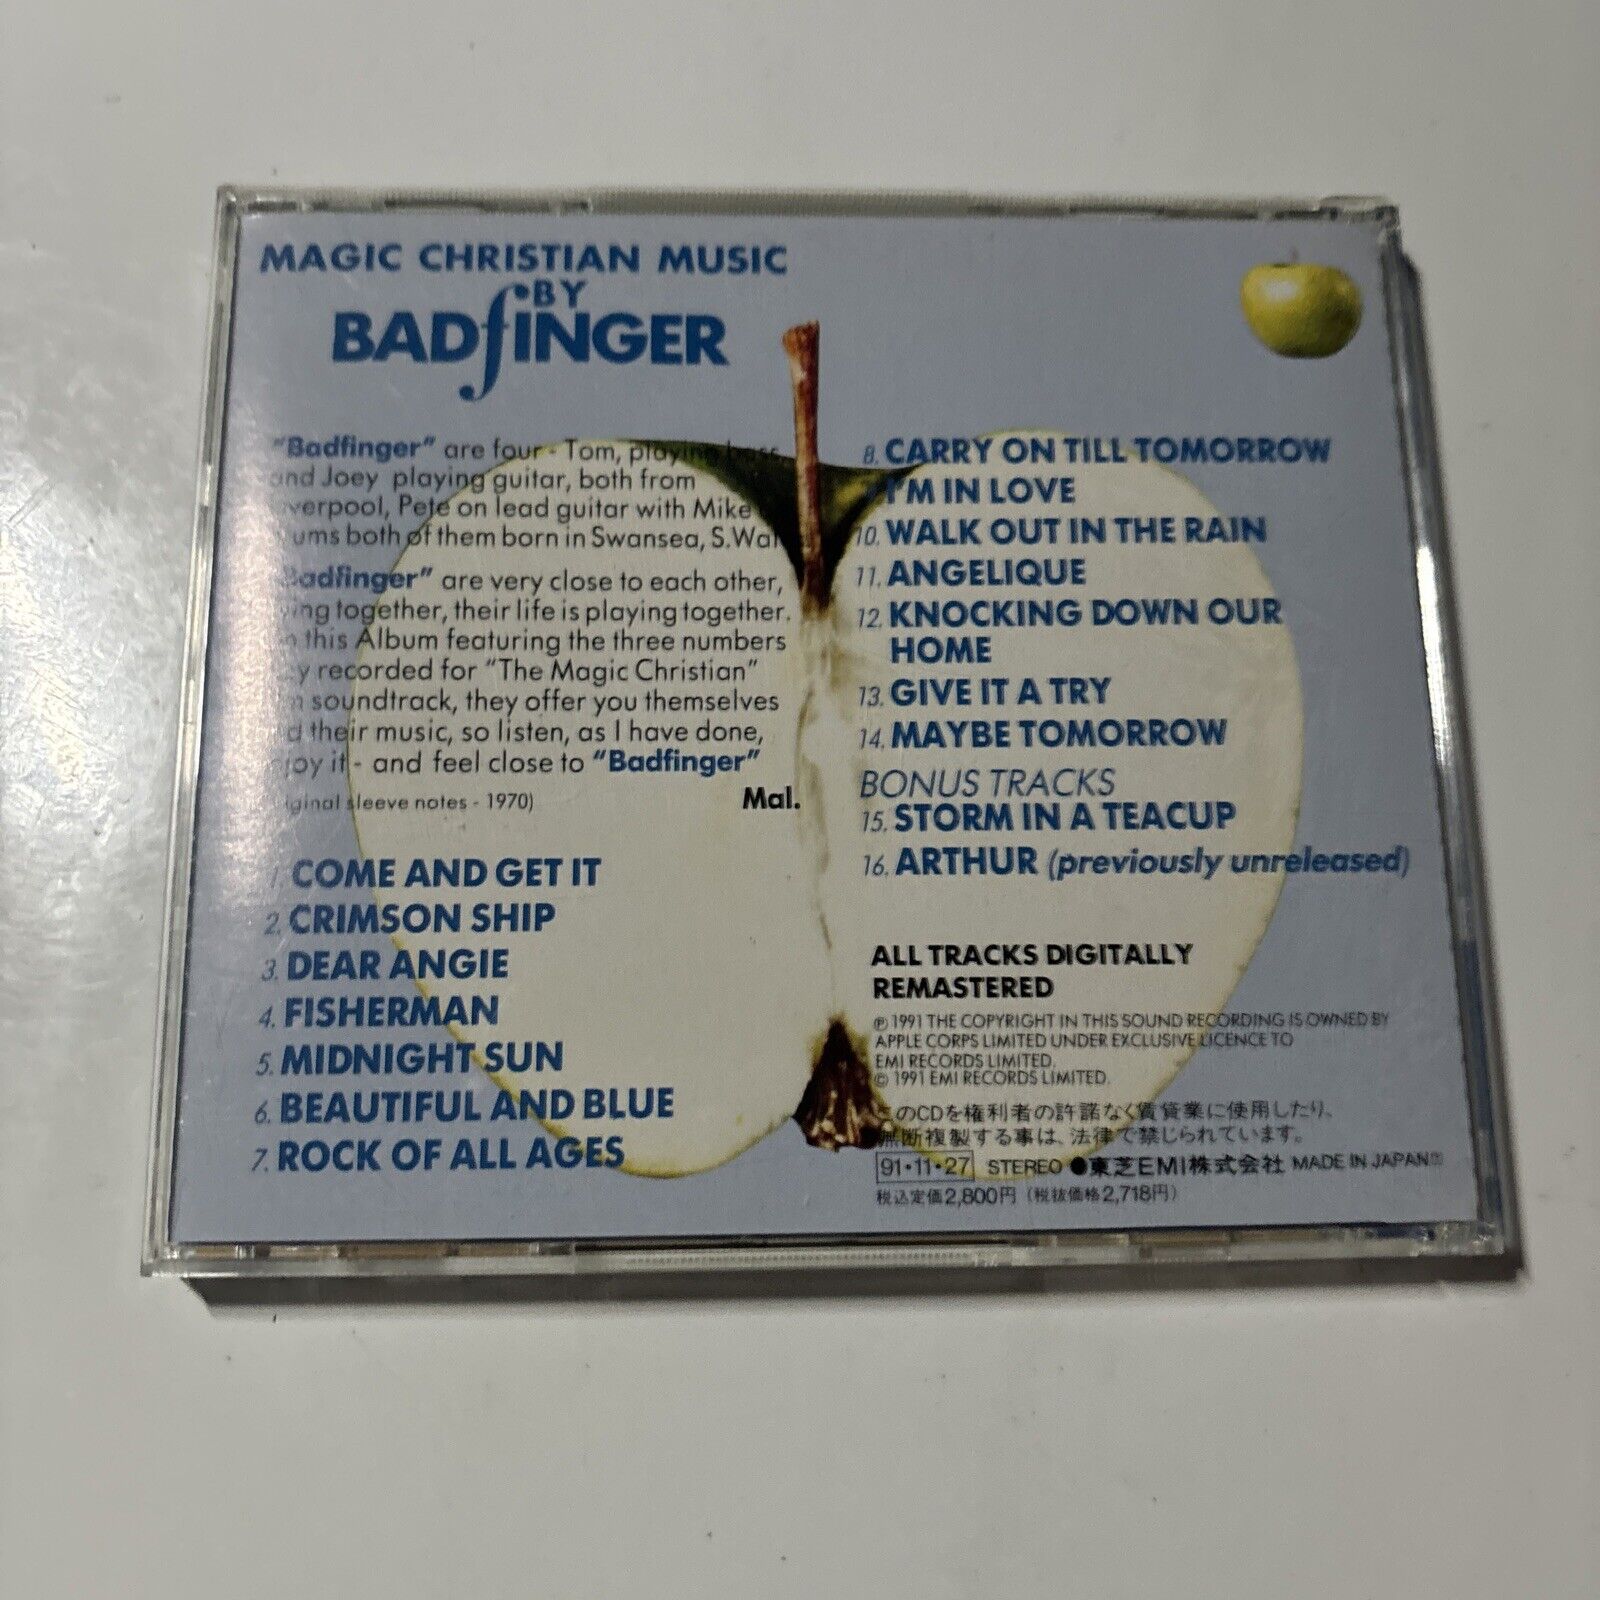 MAGIC CHRISTIAN MUSIC
BY
BADfiNGER
"Badfinger" are four - Tom, playing bass
and Joey playing guitar, both from
verpool, Pete on lead guitar with Mike
ums both of them born in Swansea, S.Wal
Badfinger" are very close to each other,
ing together, their life is playing together.
this Album featuring the three numbers
y recorded for "The Magic Christian"
soundtrack, they offer you themselves
d their music, so listen, as I have done,
joy it - and feel close to "Badfinger"
ginal sleeve notes - 1970)
Mal.
1. COME AND GET IT
2. CRIMSON SHIP
3. DEAR ANGIE
4. FISHERMAN
5. MIDNIGHT SUN
6. BEAUTIFUL AND BLUE
7. ROCK OF ALL AGES
8. CARRY ON TILL TOMORROW
I'M IN LOVE
10. WALK OUT IN THE RAIN
11. ANGELIQUE
12. KNOCKING DOWN OUR
HOME
13. GIVE IT A TRY
14. MAYBE TOMORROW
BONUS TRACKS
15. STORM IN A TEACUP
16. ARTHUR (previously unreleased)
ALL TRACKS DIGITALLY
REMASTERED
℗ 1991 THE COPYRIGHT IN THIS SOUND RECORDING IS OWNED BY
APPLE CORPS LIMITED UNDER EXCLUSIVE LICENCE TO
EMI RECORDS LIMITED.
© 1991 EMI RECORDS LIMITED.
このCDを権利者の許諾なく賃貸業に使用したり、
無断複製する事は、法律で禁じられています。
91・11・27 STEREO ●東芝EMI株式会社 MADE IN JAPAN
税込定価2,800円 (税抜価格2,718円)